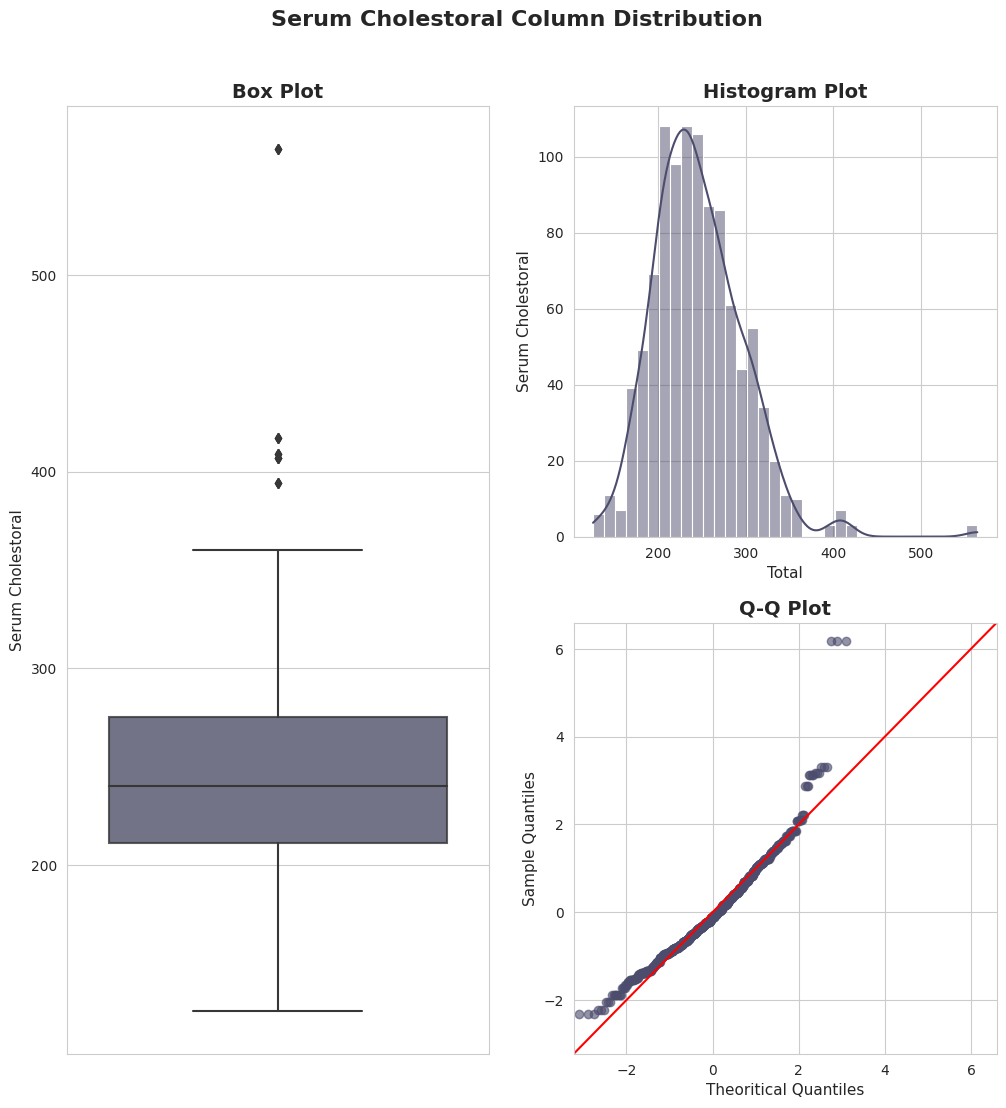 Serum Cholestoral Column Distribution
Box Plot
Serum Cholestoral
500
400
300
200
Histogram Plot
Serum Cholestoral
100
80
60
40
20
0
200 300 400 500
Total
Q-Q Plot
Sample Quantiles
6
4
2
0
−2
−2 0 2 4 6
Theoritical Quantiles